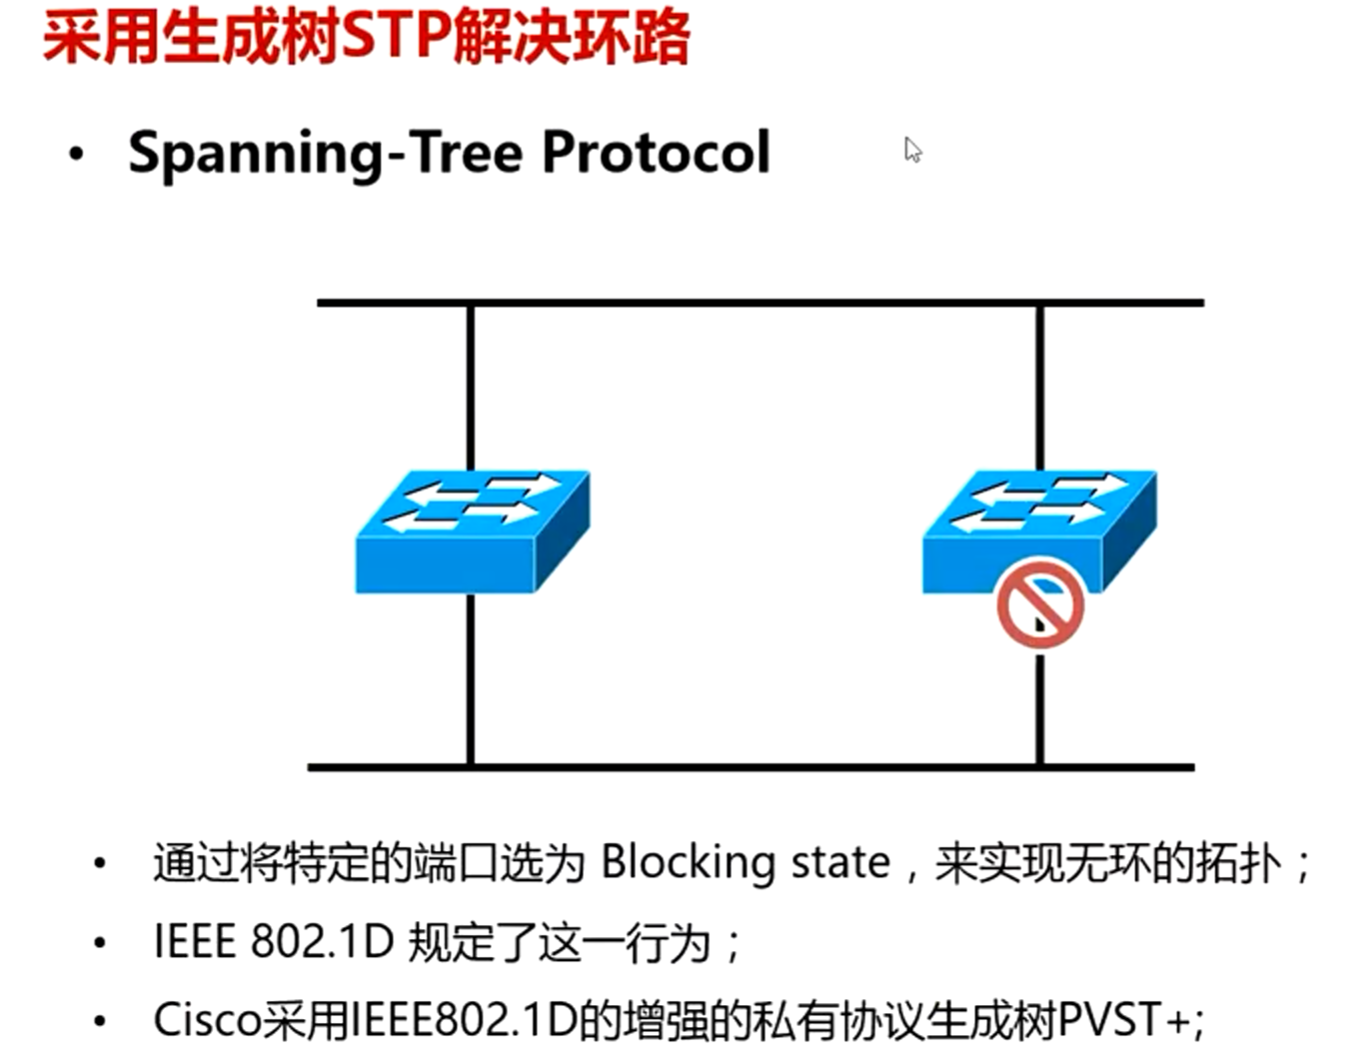 采用生成树STP解决环路
• Spanning-Tree Protocol
• 通过将特定的端口选为 Blocking state，来实现无环的拓扑；
• IEEE 802.1D 规定了这一行为；
• Cisco采用IEEE802.1D的增强的私有协议生成树PVST+;